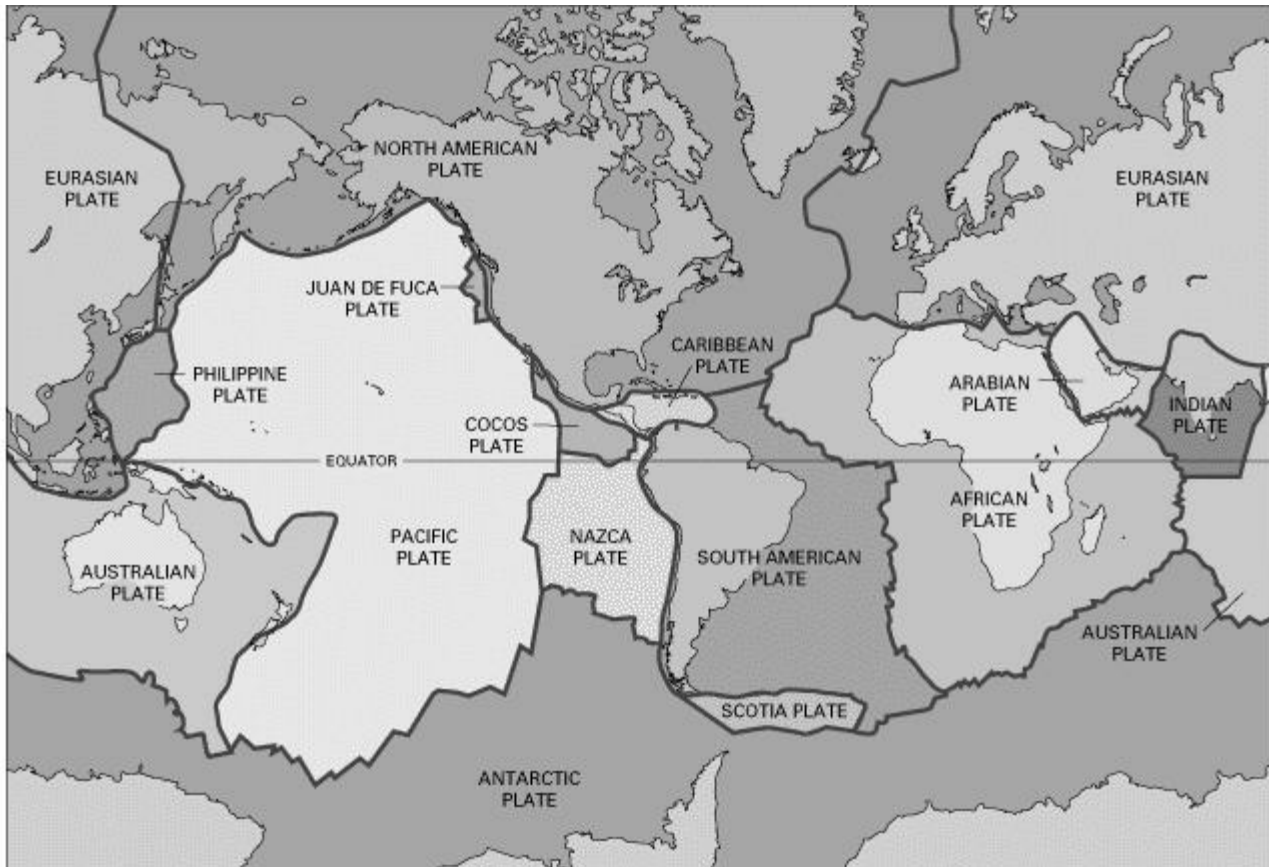 NORTH AMERICAN
PLATE
EURASIAN
PLATE
EURASIAN
PLATE
JUAN DE FUCA
PLATE
CARIBBEAN
PLATE
PHILIPPINE
PLATE
ARABIAN
PLATE
INDIAN
PLATE
COCOS
PLATE
EQUATOR
AFRICAN
PLATE
PACIFIC
PLATE
NAZCA
PLATE
SOUTH AMERICAN
PLATE
AUSTRALIAN
PLATE
AUSTRALIAN
PLATE
SCOTIA PLATE
ANTARCTIC
PLATE